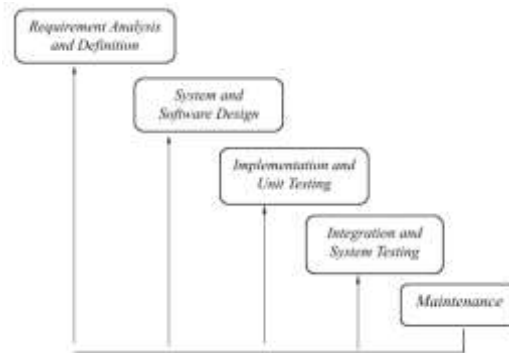 Requirement Analysis
and Definition
System and
Software Design
Implementation and
Unit Testing
Integration and
System Testing
Maintenance